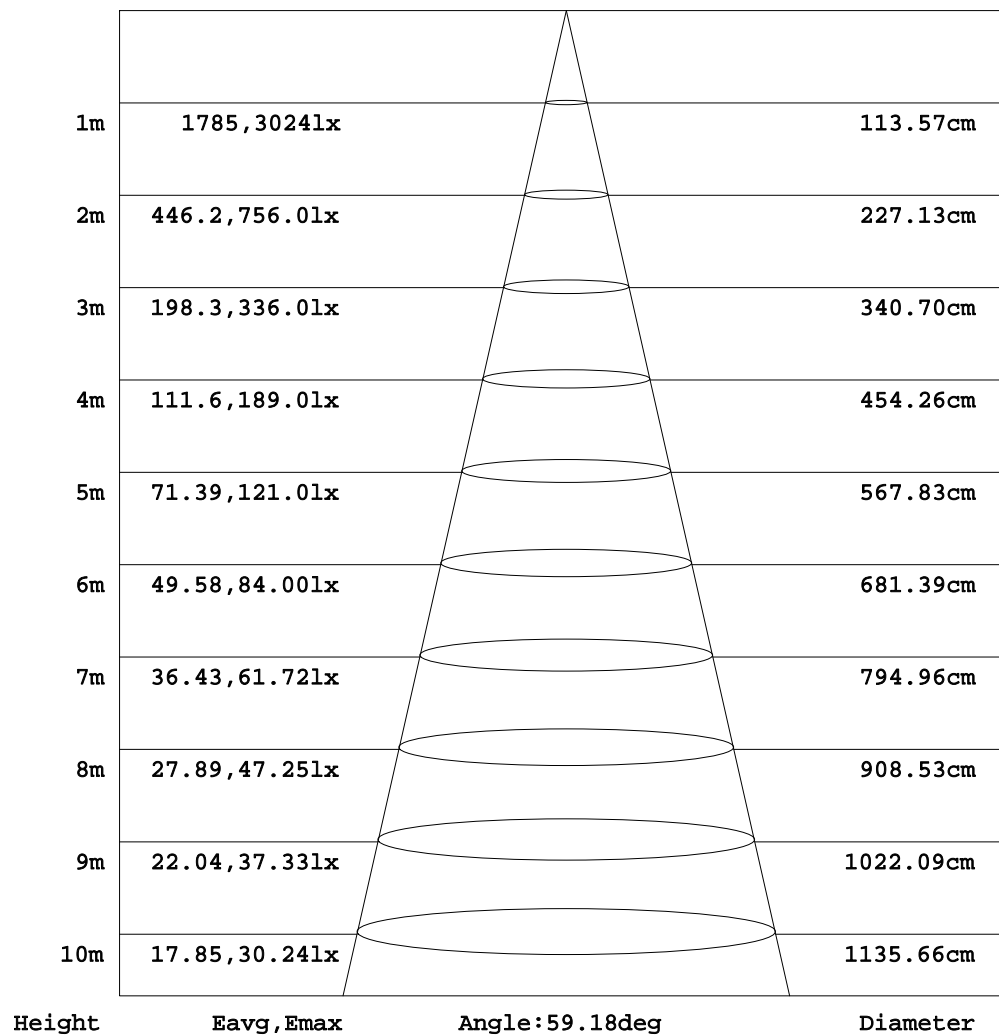 1m 1785,3024lx 113.57cm
2m 446.2,756.0lx 227.13cm
3m 198.3,336.0lx 340.70cm
4m 111.6,189.0lx 454.26cm
5m 71.39,121.0lx 567.83cm
6m 49.58,84.00lx 681.39cm
7m 36.43,61.72lx 794.96cm
8m 27.89,47.25lx 908.53cm
9m 22.04,37.33lx 1022.09cm
10m 17.85,30.24lx 1135.66cm
Height Eavg,Emax Angle:59.18deg Diameter